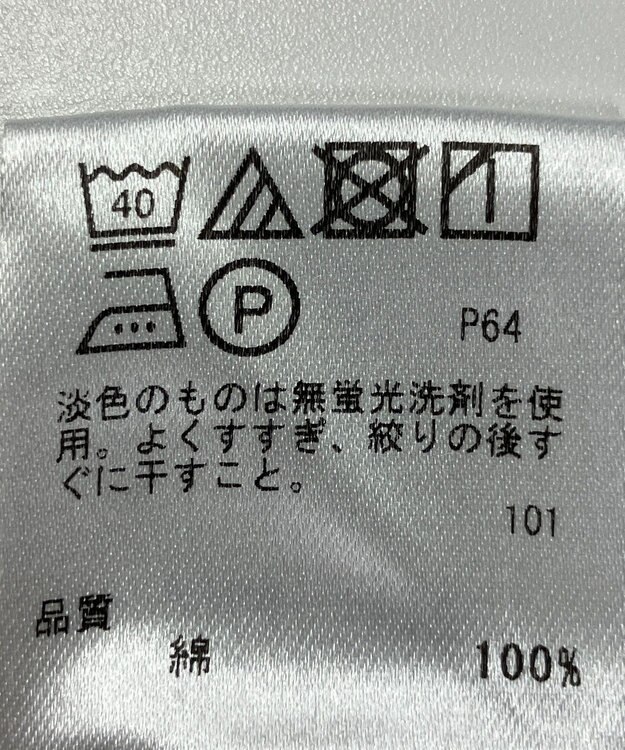 40
P
P64
淡色のものは無蛍光洗剤を使
用。よくすすぎ、絞りの後す
ぐに干すこと。
101
品質
綿 100%